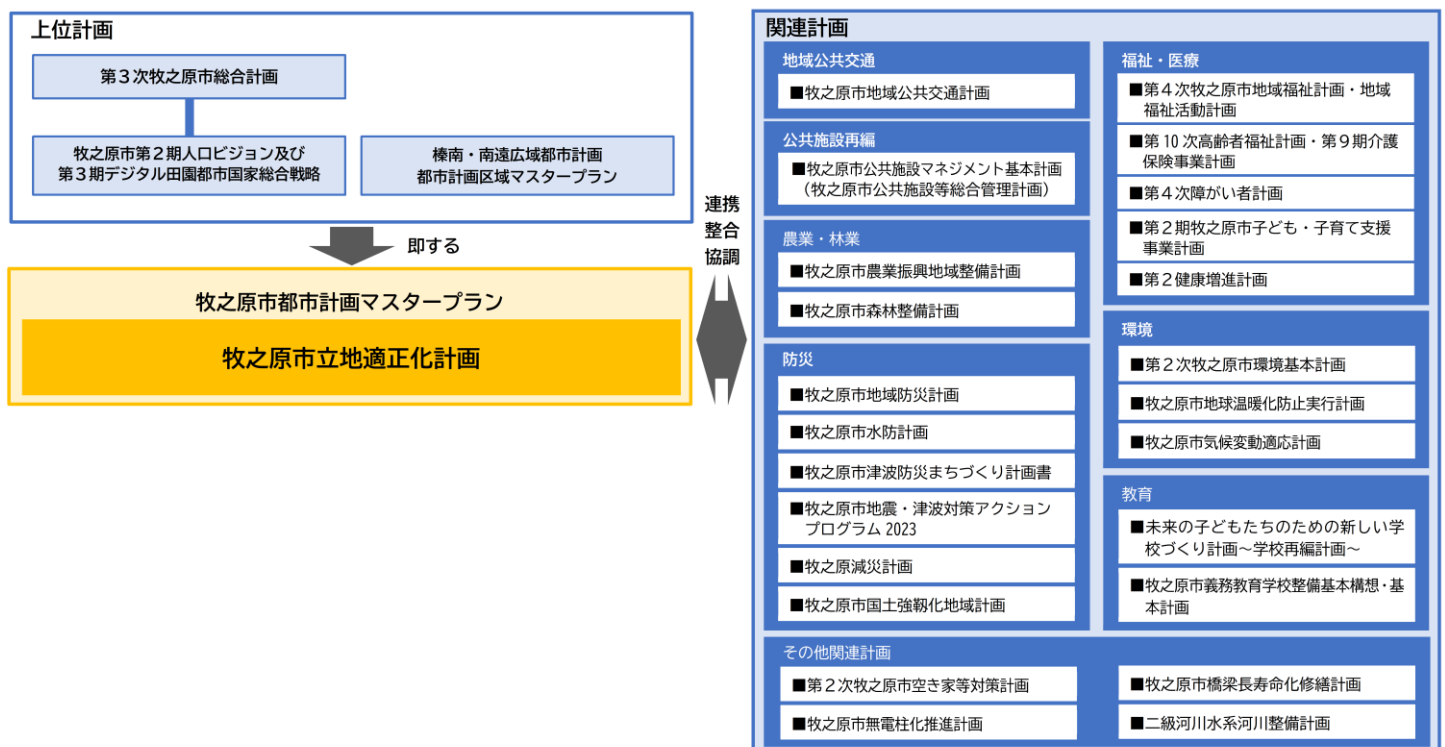 上位計画
第３次牧之原市総合計画
牧之原市第２期人口ビジョン及び
第３期デジタル田園都市国家総合戦略
榛南・南遠広域都市計画
都市計画区域マスタープラン
即する
牧之原市都市計画マスタープラン
牧之原市立地適正化計画
連携
整合
協調
関連計画
地域公共交通
■牧之原市地域公共交通計画
公共施設再編
■牧之原市公共施設マネジメント基本計画
（牧之原市公共施設等総合管理計画）
農業・林業
■牧之原市農業振興地域整備計画
■牧之原市森林整備計画
防災
■牧之原市地域防災計画
■牧之原市水防計画
■牧之原市津波防災まちづくり計画書
■牧之原市地震・津波対策アクション
プログラム 2023
■牧之原減災計画
■牧之原市国土強靱化地域計画
福祉・医療
■第４次牧之原市地域福祉計画・地域
福祉活動計画
■第 10 次高齢者福祉計画・第９期介護
保険事業計画
■第４次障がい者計画
■第２期牧之原市子ども・子育て支援
事業計画
■第２健康増進計画
環境
■第２次牧之原市環境基本計画
■牧之原市地球温暖化防止実行計画
■牧之原市気候変動適応計画
教育
■未来の子どもたちのための新しい学
校づくり計画～学校再編計画～
■牧之原市義務教育学校整備基本構想・基
本計画
その他関連計画
■第２次牧之原市空き家等対策計画
■牧之原市無電柱化推進計画
■牧之原市橋梁長寿命化修繕計画
■二級河川水系河川整備計画